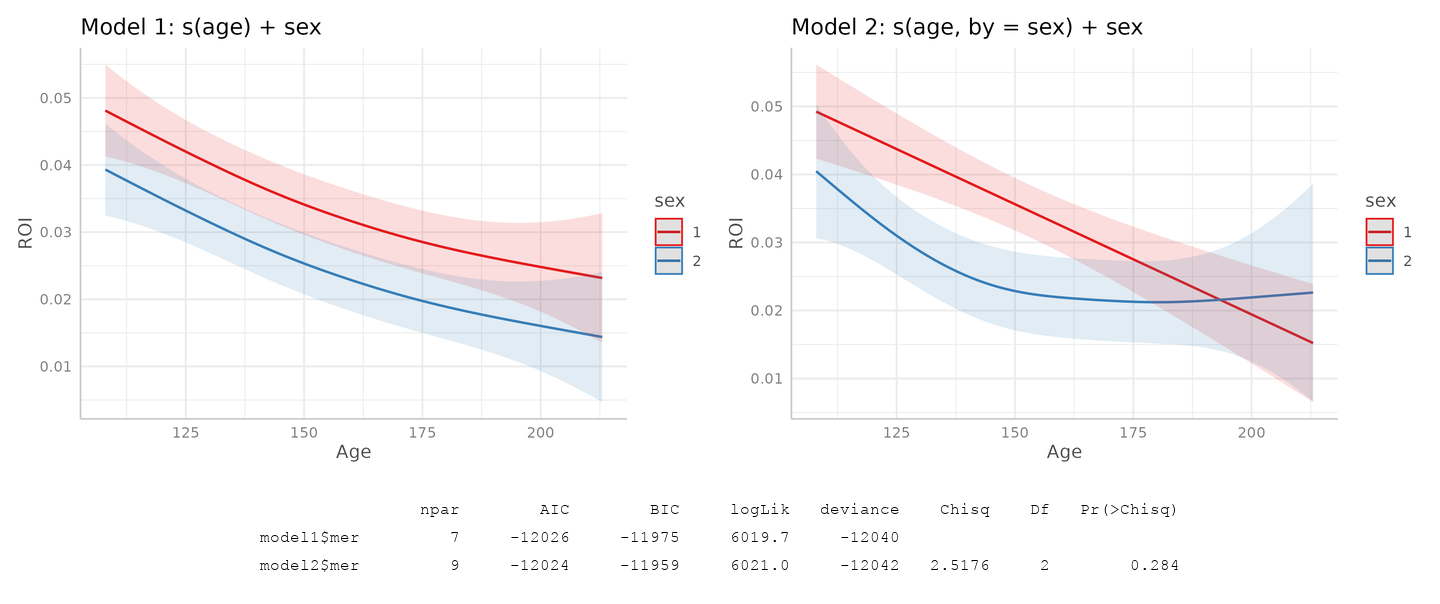 Model 1: s(age) + sex
0.05
0.04
0.03
0.02
0.01
ROI
125 150 175 200
Age
sex
1
2
Model 2: s(age, by = sex) + sex
0.05
0.04
0.03
0.02
0.01
ROI
125 150 175 200
Age
sex
1
2
npar AIC BIC logLik deviance Chisq Df Pr(>Chisq)
model1$mer 7 -12026 -11975 6019.7 -12040
model2$mer 9 -12024 -11959 6021.0 -12042 2.5176 2 0.284